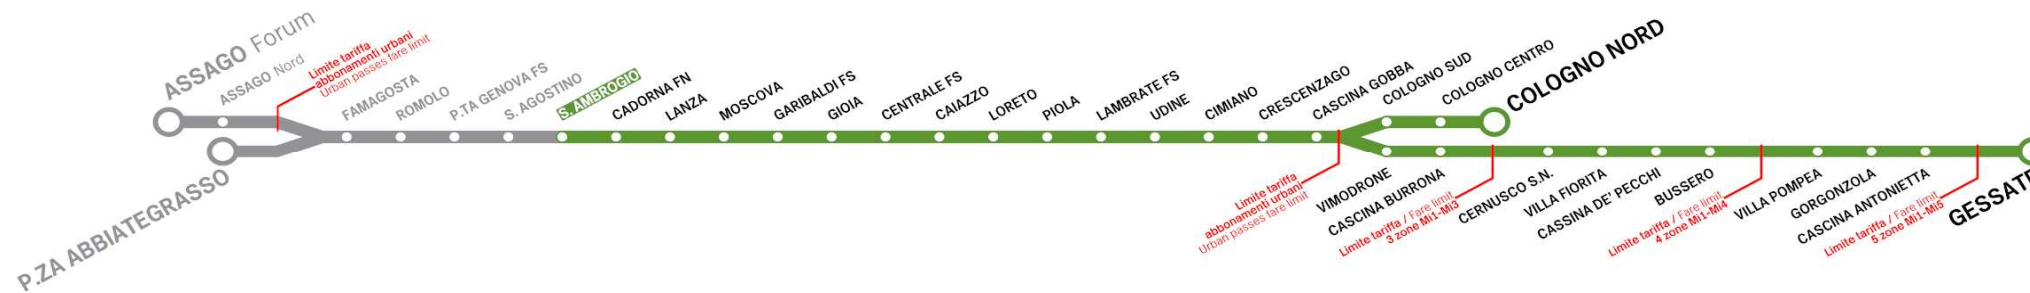 ASSAGO Forum
ASSAGO Nord
Limite tariffa
abbonamenti urbani
Urban passes fare limit
P.ZA ABBIATEGRASSO
FAMAGOSTA
ROMOLO
P.TA GENOVA FS
S. AGOSTINO
S. AMBROGIO
CADORNA FN
LANZA
MOSCOVA
GARIBALDI FS
GIOIA
CENTRALE FS
CAIAZZO
LORETO
PIOLA
LAMBRATE FS
UDINE
CIMIANO
CRESCENZAGO
CASCINA GOBBA
COLOGNO SUD
COLOGNO CENTRO
COLOGNO NORD
Limite tariffa
abbonamenti urbani
Urban passes fare limit
VIMODRONE
CASCINA BURRONA
Limite tariffa / Fare limit
3 zone Mi1-Mi3
CERNUSCO S.N.
VILLA FIORITA
CASSINA DE' PECCHI
BUSSERO
Limite tariffa / Fare limit
4 zone Mi1-Mi4
VILLA POMPEA
GORGONZOLA
CASCINA ANTONIETTA
Limite tariffa / Fare limit
5 zone Mi1-Mi5
GESSATE